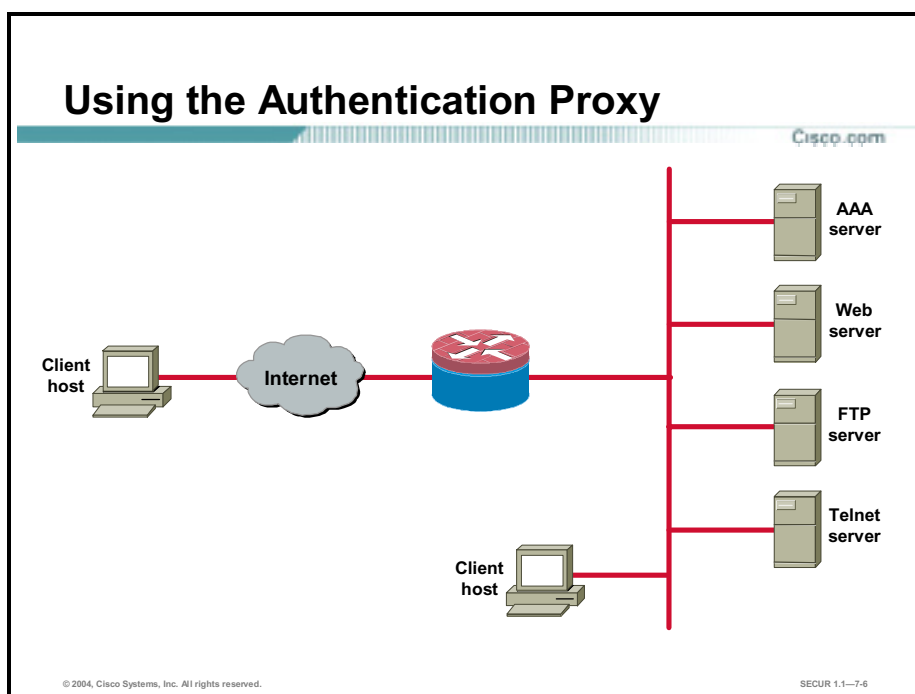 Using the Authentication Proxy
Cisco.com
AAA
server
Web
server
Client
host
Internet
FTP
server
Telnet
server
Client
host
© 2004, Cisco Systems, Inc. All rights reserved.
SECUR 1.1—7-6